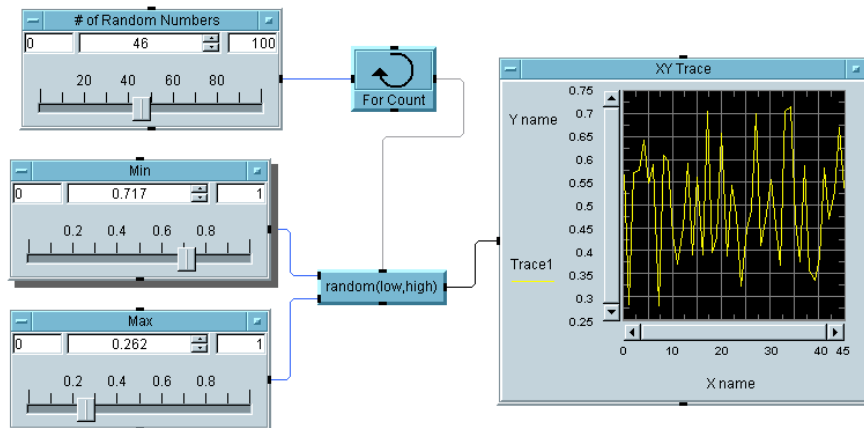 # of Random Numbers
0 46 100
20 40 60 80
For Count
Min
0 0.717 1
0.2 0.4 0.6 0.8
random(low,high)
Max
0 0.262 1
0.2 0.4 0.6 0.8
XY Trace
Y name
Trace1
0.75
0.7
0.65
0.6
0.55
0.5
0.45
0.4
0.35
0.3
0.25
0 10 20 30 40 45
X name